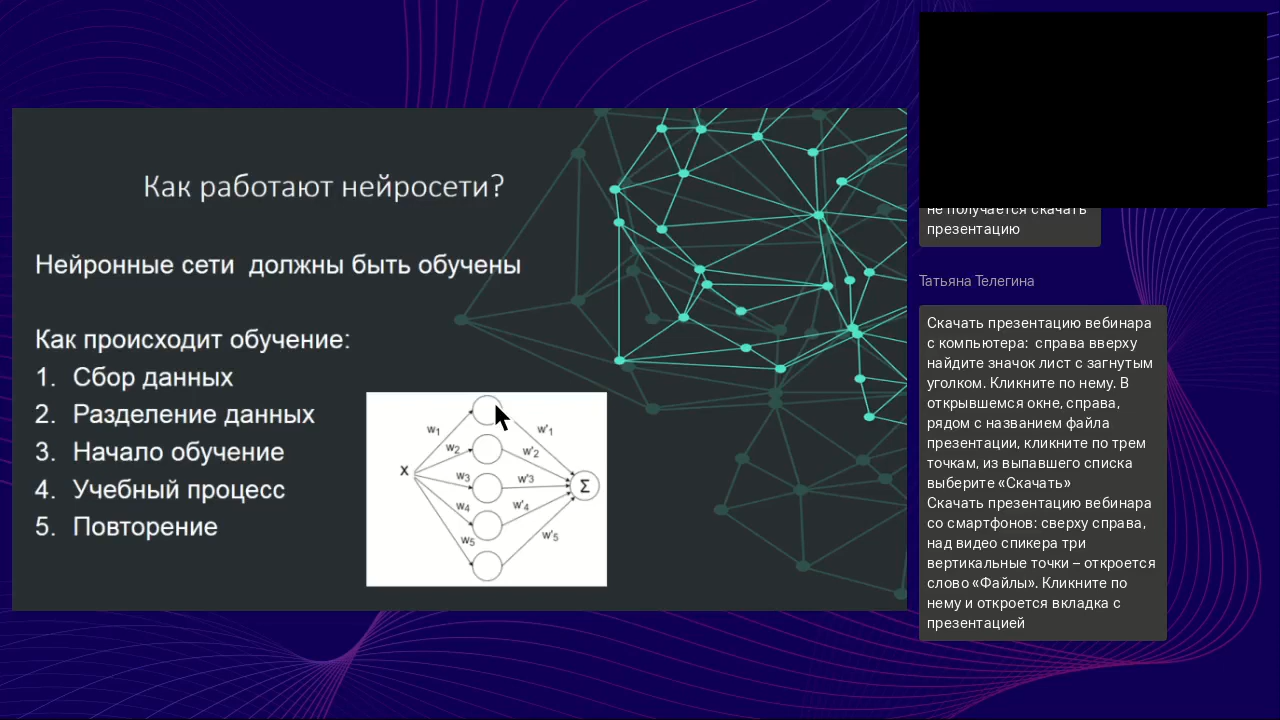 Как работают нейросети?
Нейронные сети должны быть обучены
Как происходит обучение:
1. Сбор данных
2. Разделение данных
3. Начало обучение
4. Учебный процесс
5. Повторение
w1
w2
w3
w4
w5
x
w'1
w'2
w'3
w'4
w'5
Σ
не получается скачать
презентацию
Татьяна Телегина
Скачать презентацию вебинара
с компьютера: справа вверху
найдите значок лист с загнутым
уголком. Кликните по нему. В
открывшемся окне, справа,
рядом с названием файла
презентации, кликните по трем
точкам, из выпавшего списка
выберите «Скачать»
Скачать презентацию вебинара
со смартфонов: сверху справа,
над видео спикера три
вертикальные точки – откроется
слово «Файлы». Кликните по
нему и откроется вкладка с
презентацией